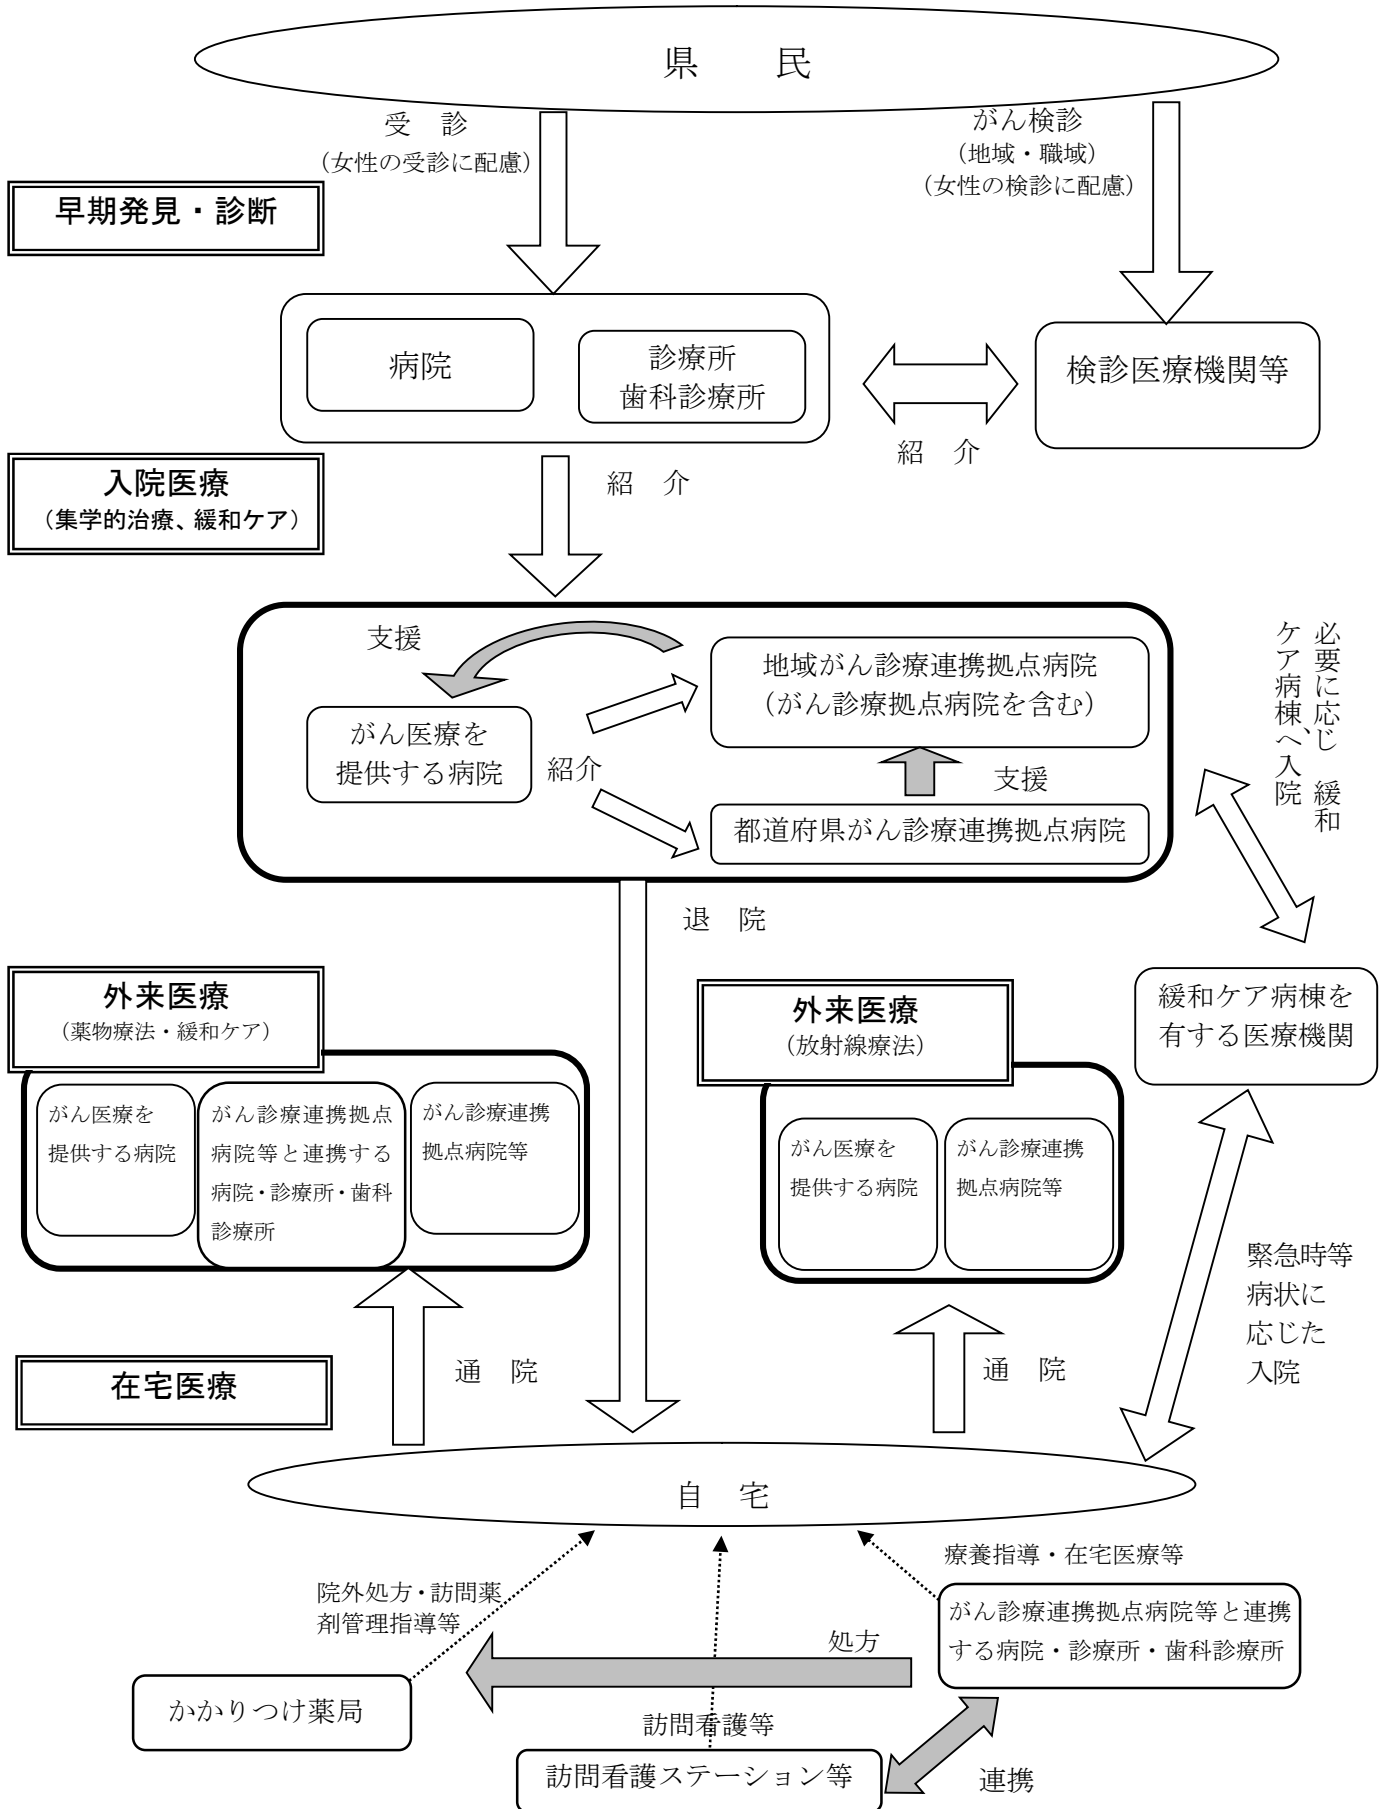 県　　民
受　診
（女性の受診に配慮）
がん検診
（地域・職域）
（女性の検診に配慮）
早期発見・診断
病院
診療所
歯科診療所
検診医療機関等
紹　介
入院医療
（集学的治療、緩和ケア）
紹　介
支援
地域がん診療連携拠点病院
（がん診療拠点病院を含む）
がん医療を
提供する病院
紹介
支援
都道府県がん診療連携拠点病院
必要に応じ　緩和
ケア病棟へ入院
退　院
外来医療
（薬物療法・緩和ケア）
がん医療を
提供する病院
がん診療連携拠点
病院等と連携する
病院・診療所・歯科
診療所
がん診療連携
拠点病院等
外来医療
（放射線療法）
がん医療を
提供する病院
がん診療連携
拠点病院等
緩和ケア病棟を
有する医療機関
緊急時等
病状に
応じた
入院
在宅医療
通　院
通　院
自　宅
院外処方・訪問薬
剤管理指導等
療養指導・在宅医療等
がん診療連携拠点病院等と連携
する病院・診療所・歯科診療所
処方
かかりつけ薬局
訪問看護等
訪問看護ステーション等
連携